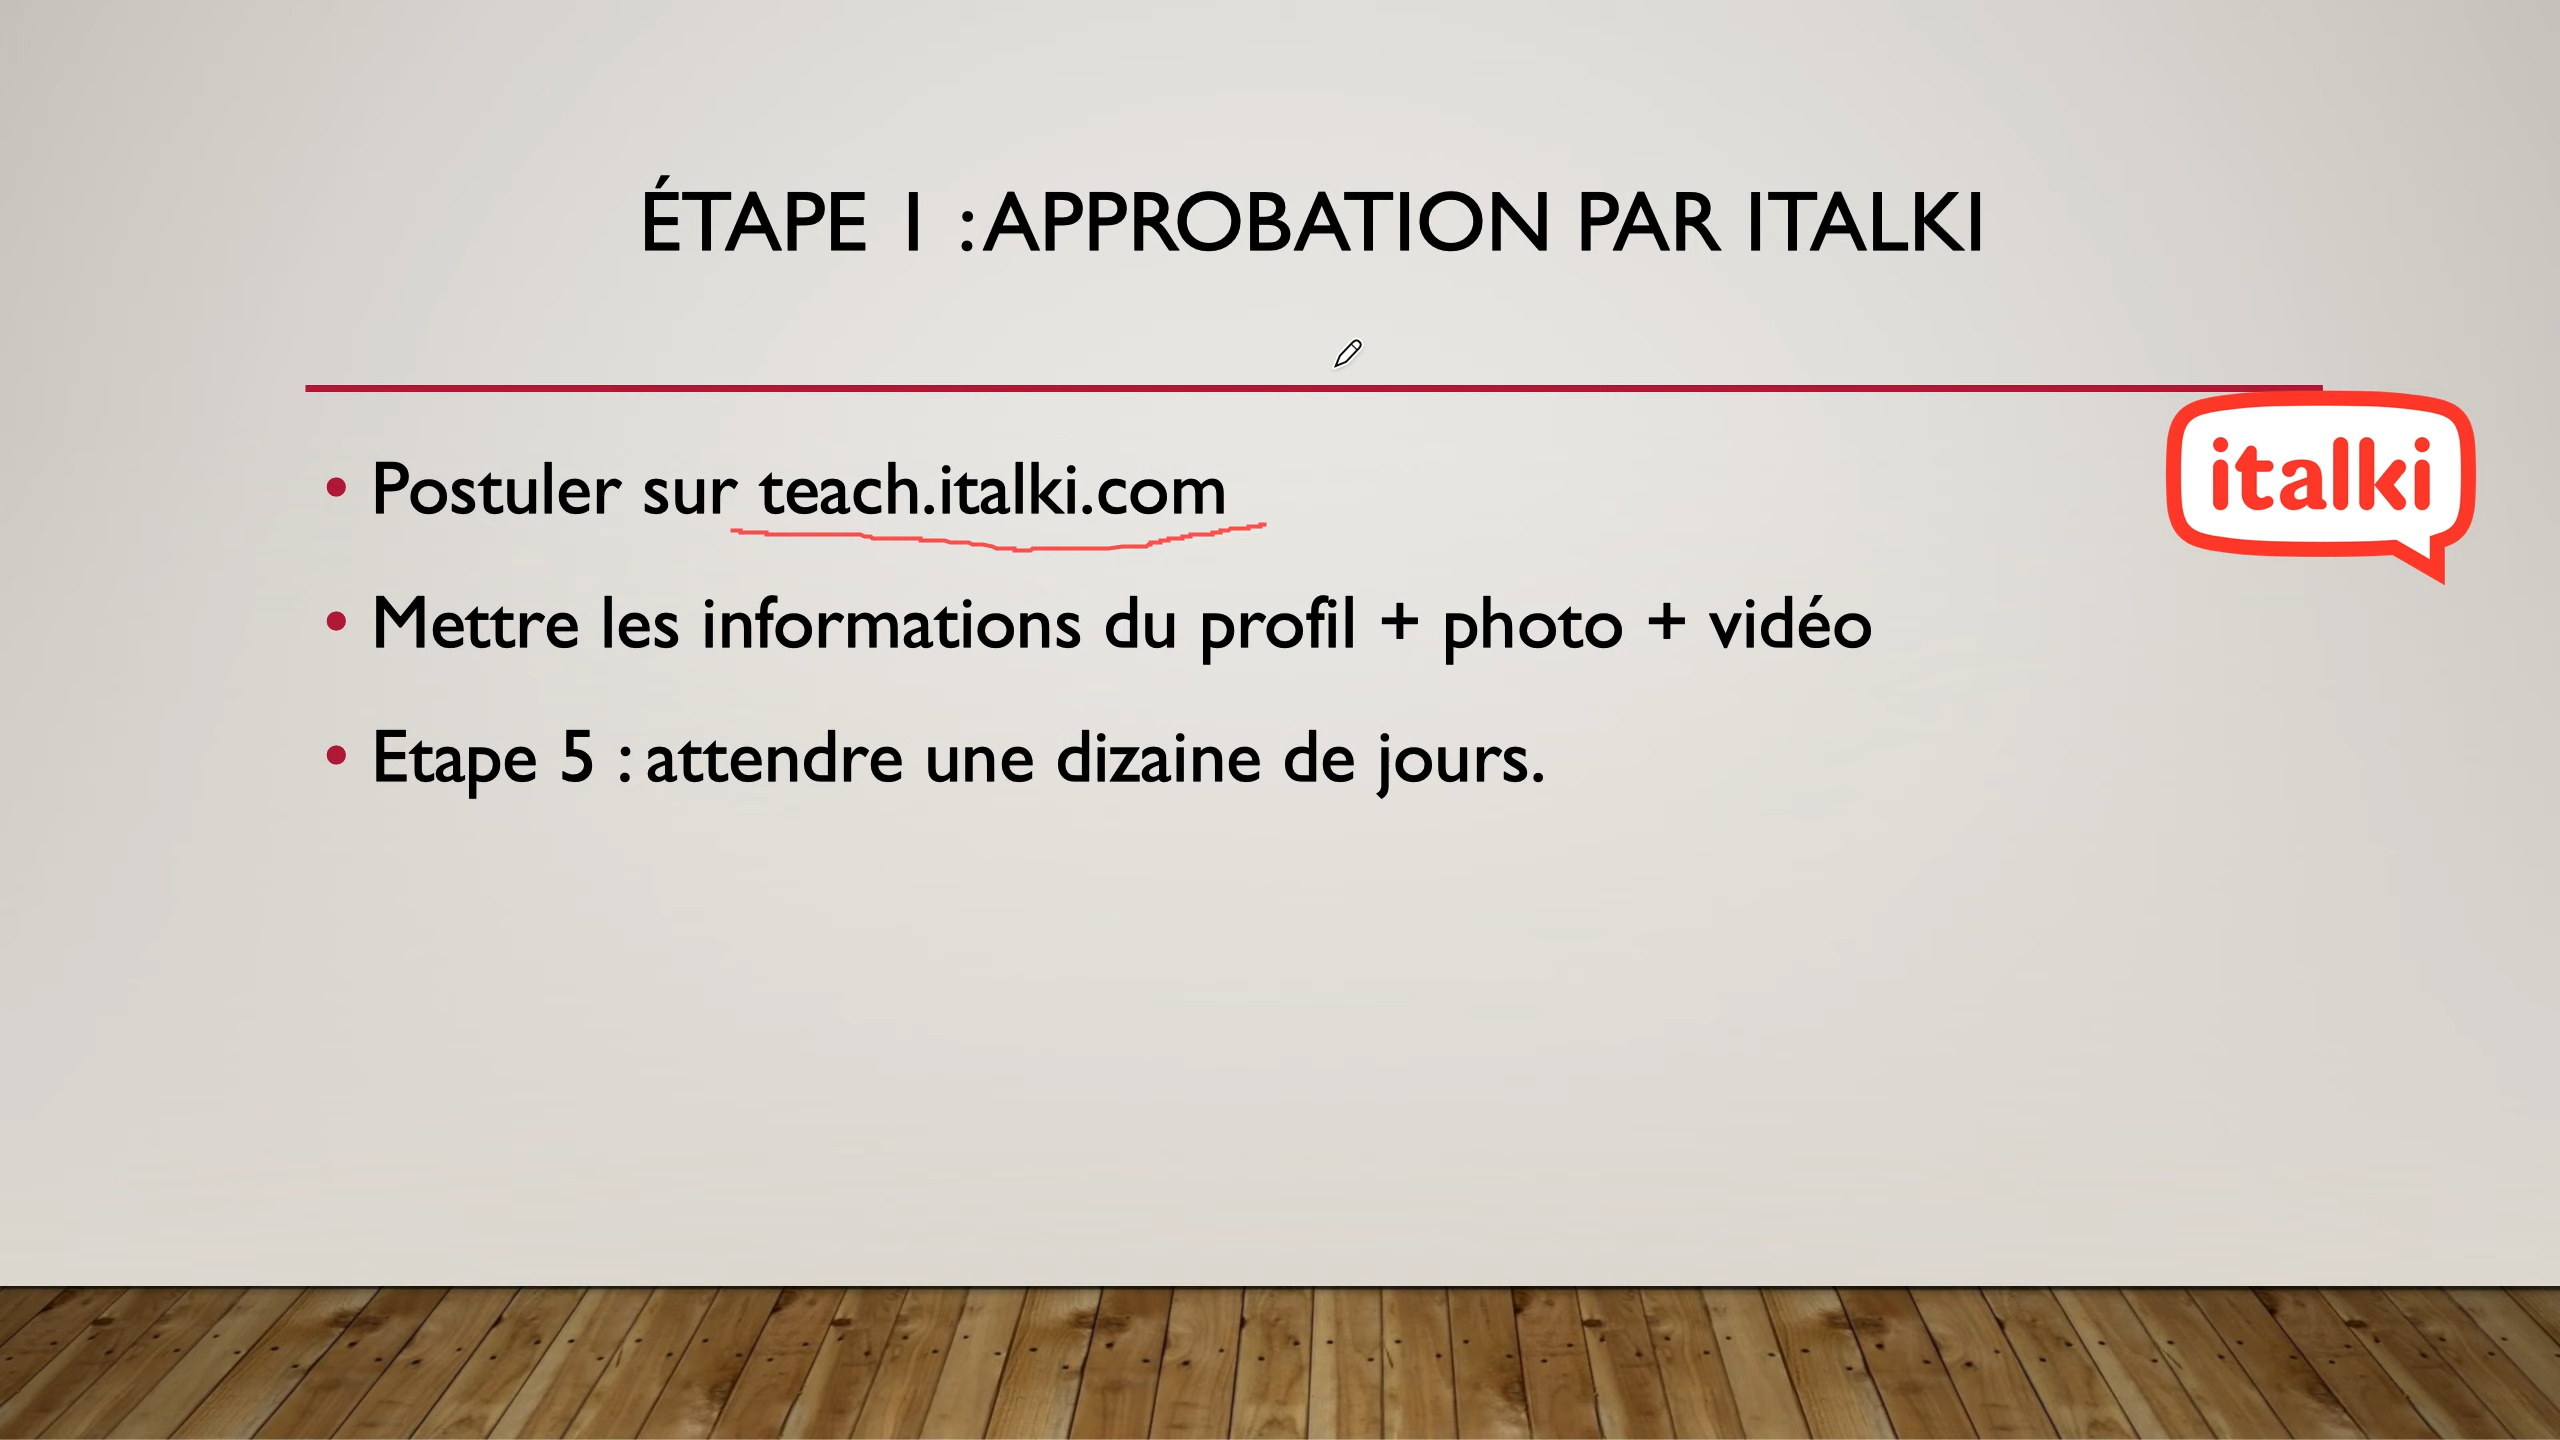 ÉTAPE 1 : APPROBATION PAR ITALKI
italki
• Postuler sur teach.italki.com
• Mettre les informations du profil + photo + vidéo
• Etape 5 : attendre une dizaine de jours.